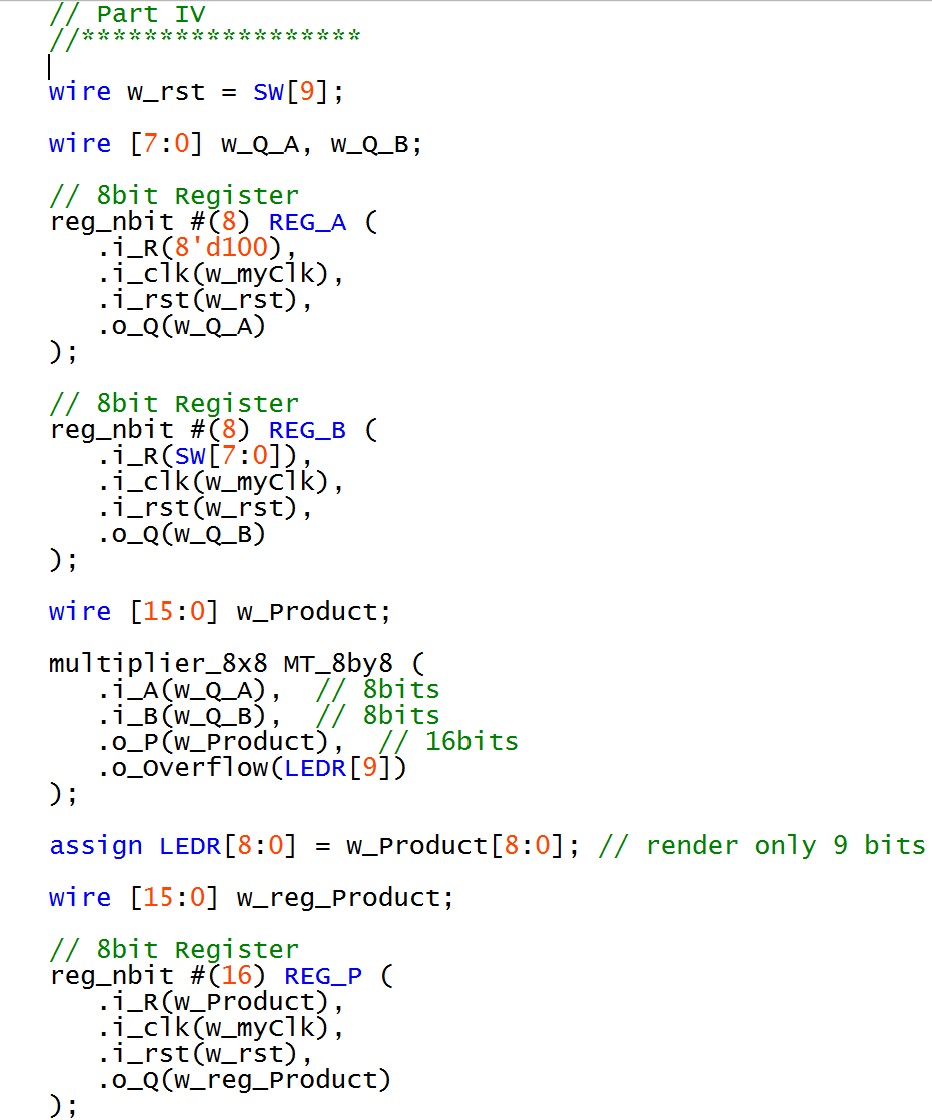 // Part IV
//******************
wire w_rst = SW[9];
wire [7:0] w_Q_A, w_Q_B;
// 8bit Register
reg_nbit #(8) REG_A (
.i_R(8'd100),
.i_clk(w_myClk),
.i_rst(w_rst),
.o_Q(w_Q_A)
);
// 8bit Register
reg_nbit #(8) REG_B (
.i_R(SW[7:0]),
.i_clk(w_myClk),
.i_rst(w_rst),
.o_Q(w_Q_B)
);
wire [15:0] w_Product;
multiplier_8x8 MT_8by8 (
.i_A(w_Q_A),  // 8bits
.i_B(w_Q_B),  // 8bits
.o_P(w_Product),  // 16bits
.o_Overflow(LEDR[9])
);
assign LEDR[8:0] = w_Product[8:0]; // render only 9 bits
wire [15:0] w_reg_Product;
// 8bit Register
reg_nbit #(16) REG_P (
.i_R(w_Product),
.i_clk(w_myClk),
.i_rst(w_rst),
.o_Q(w_reg_Product)
);